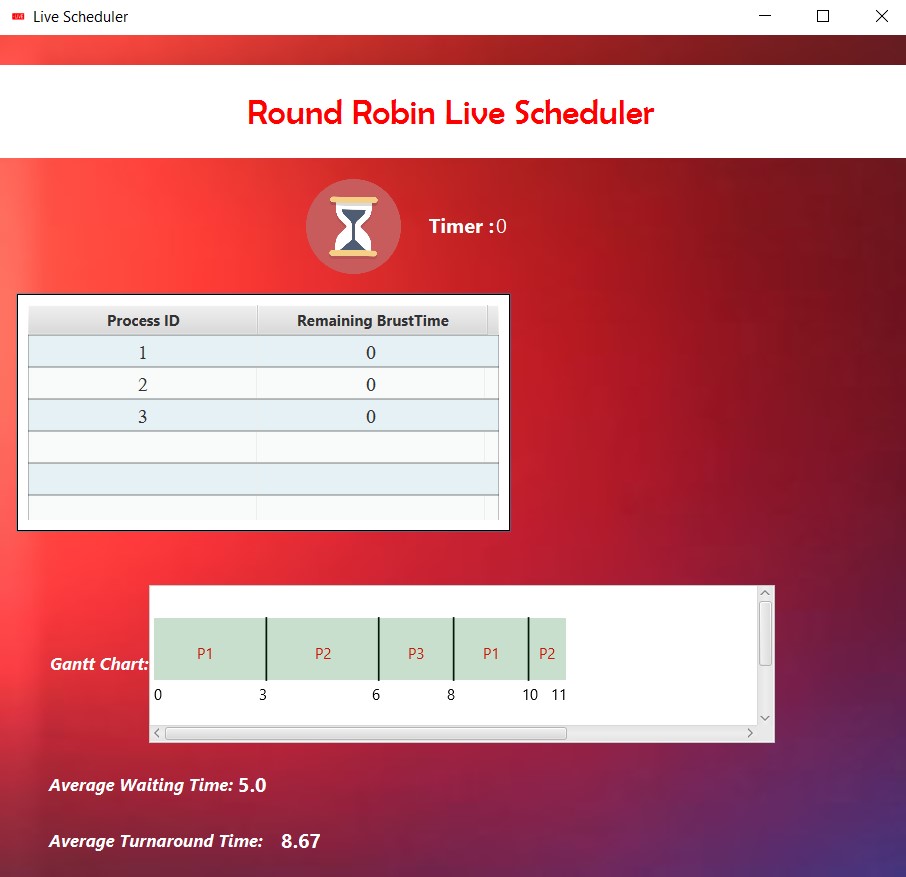 Live Scheduler
Round Robin Live Scheduler
Timer :0
Process ID Remaining BrustTime
1 0
2 0
3 0
Gantt Chart:
P1 P2 P3 P1 P2
0 3 6 8 10 11
Average Waiting Time: 5.0
Average Turnaround Time: 8.67